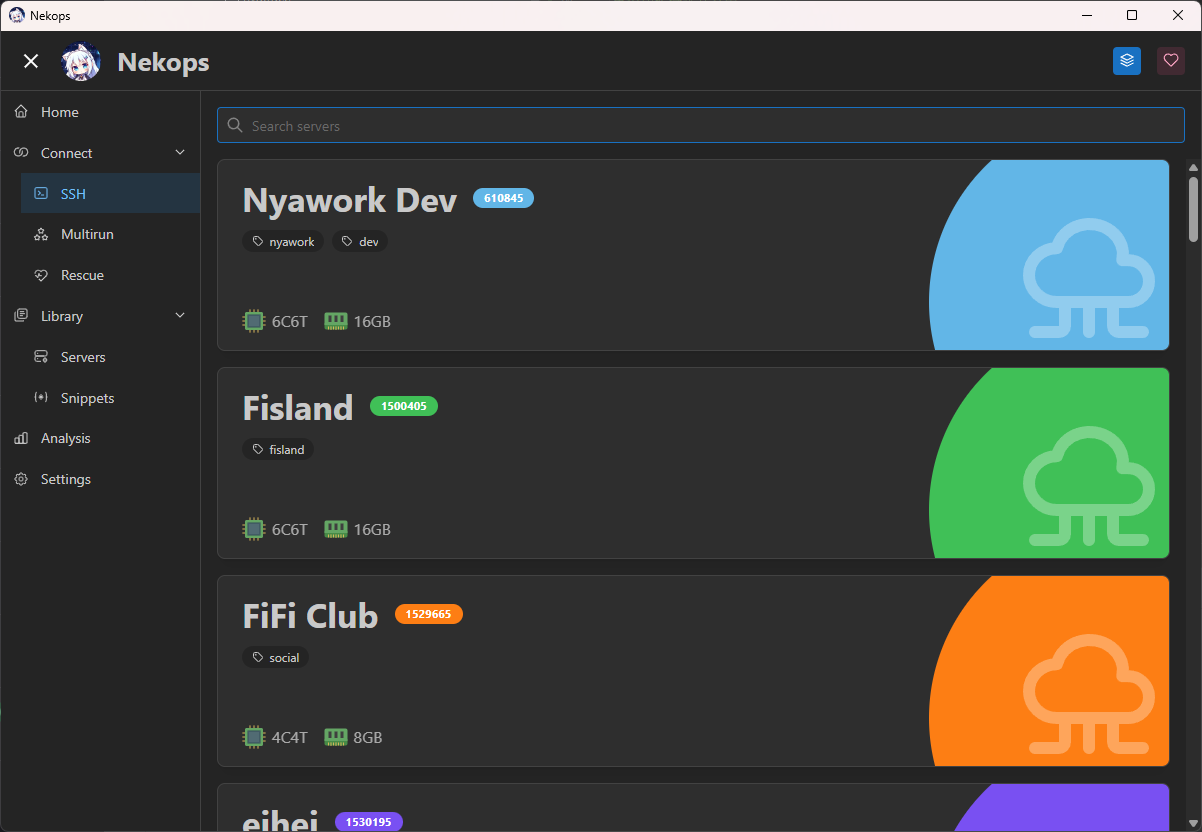 Nekops
Nekops
Home
Connect
SSH
Multirun
Rescue
Library
Servers
Snippets
Analysis
Settings
Search servers
Nyawork Dev 610845
nyawork dev
6C6T 16GB
Fisland 1500405
fisland
6C6T 16GB
FiFi Club 1529665
social
4C4T 8GB
eihei 1530195